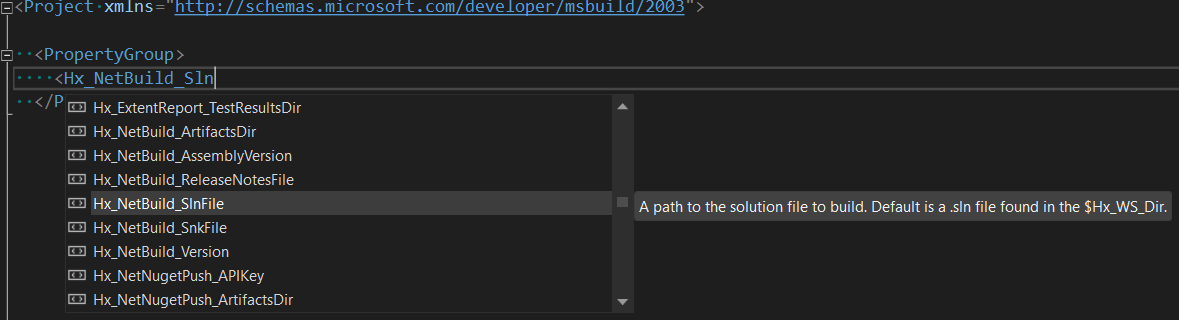 <Project xmlns="http://schemas.microsoft.com/developer/msbuild/2003">
<PropertyGroup>
<Hx_NetBuild_Sln
</P
Hx_ExtentReport_TestResultsDir
Hx_NetBuild_ArtifactsDir
Hx_NetBuild_AssemblyVersion
Hx_NetBuild_ReleaseNotesFile
Hx_NetBuild_SlnFile
A path to the solution file to build. Default is a .sln file found in the $Hx_WS_Dir.
Hx_NetBuild_SnkFile
Hx_NetBuild_Version
Hx_NetNugetPush_APIKey
Hx_NetNugetPush_ArtifactsDir